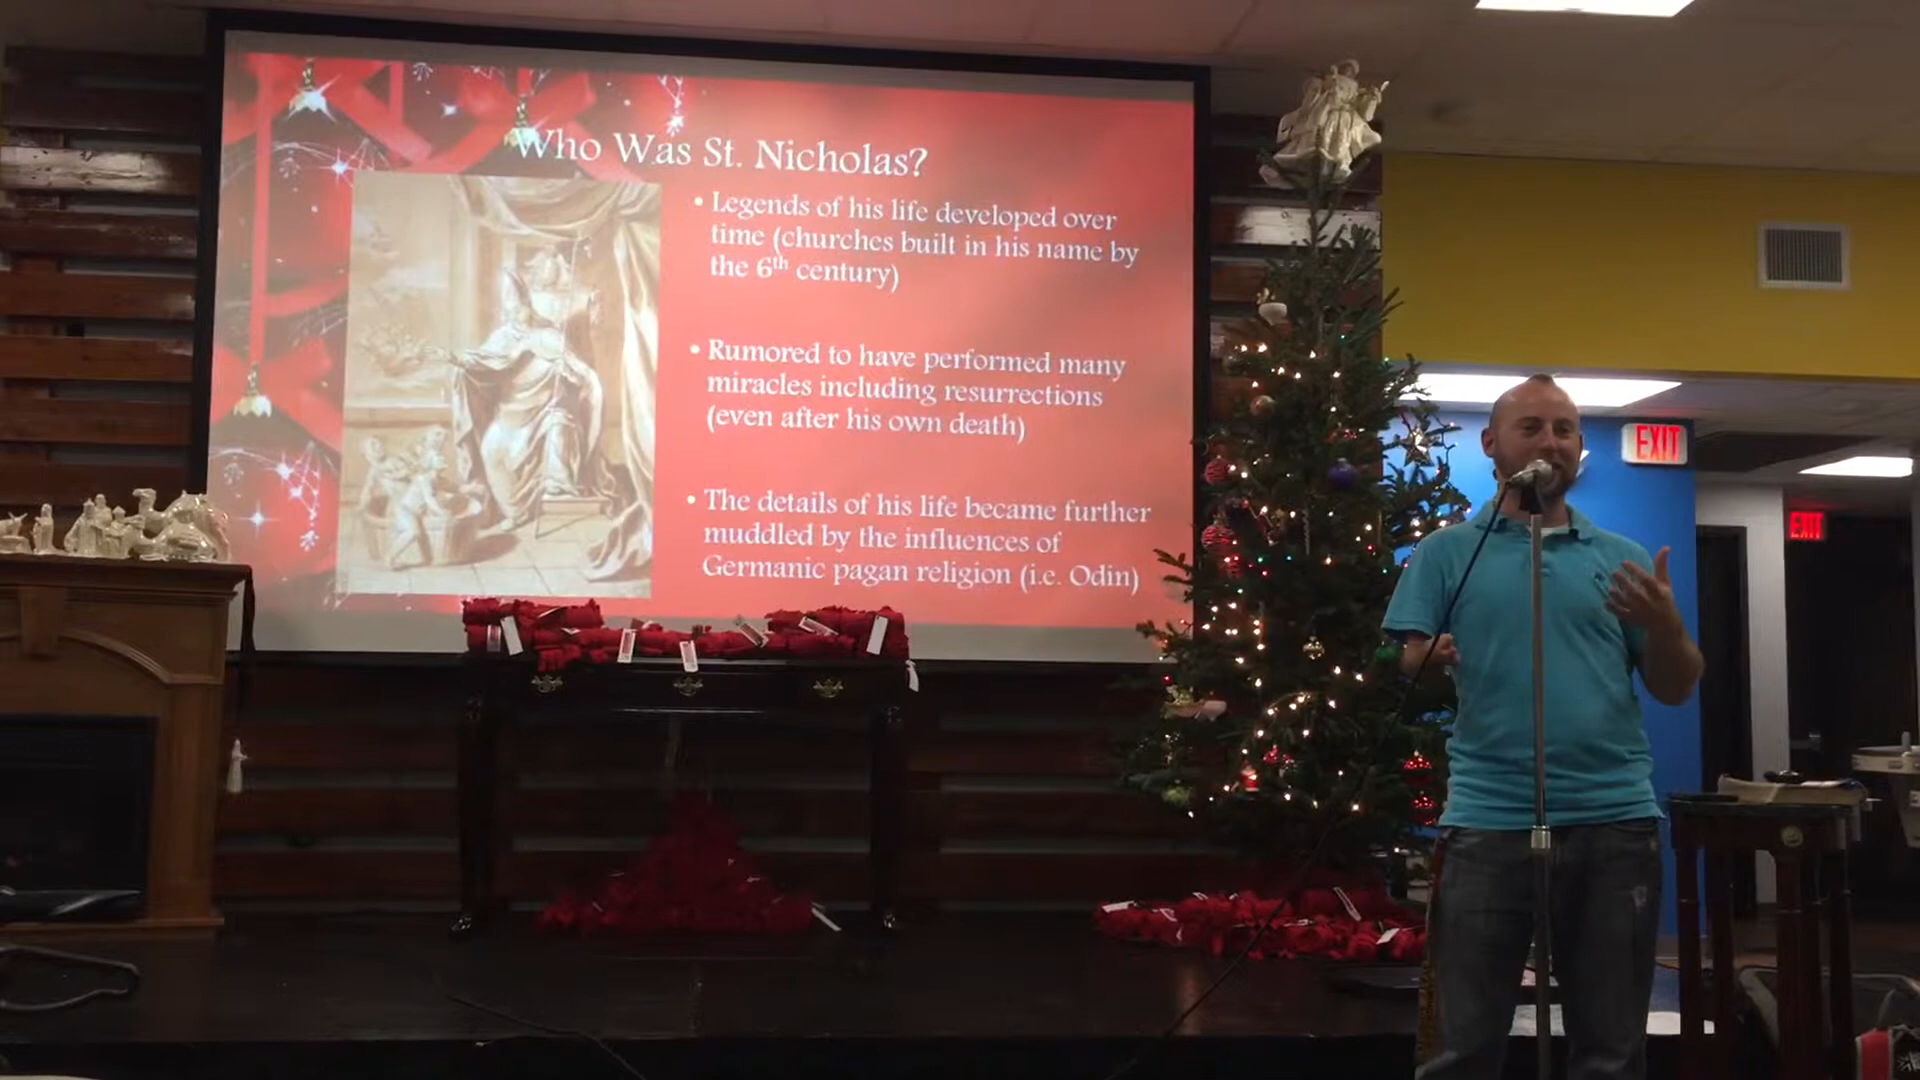 Who Was St. Nicholas?
• Legends of his life developed over
time (churches built in his name by
the 6th century)
• Rumored to have performed many
miracles including resurrections
(even after his own death)
• The details of his life became further
muddled by the influences of
Germanic pagan religion (i.e. Odin)
EXIT
EXIT